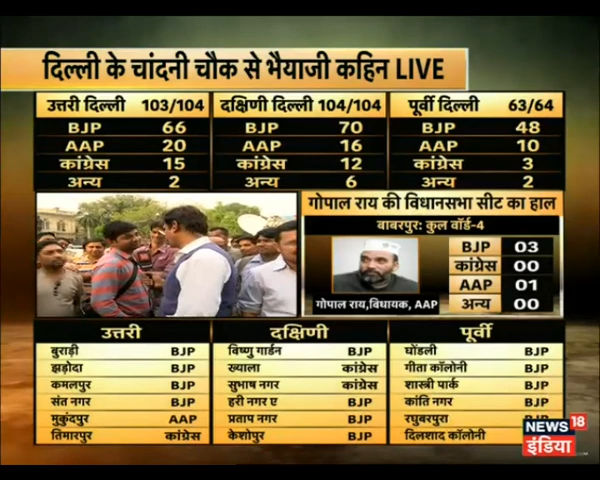 दिल्ली के चांदनी चौक से भैयाजी कहिन LIVE
उत्तरी दिल्ली 103/104
BJP 66
AAP 20
कांग्रेस 15
अन्य 2
दक्षिणी दिल्ली 104/104
BJP 70
AAP 16
कांग्रेस 12
अन्य 6
पूर्वी दिल्ली 63/64
BJP 48
AAP 10
कांग्रेस 3
अन्य 2
गोपाल राय की विधानसभा सीट का हाल
बाबरपुर: कुल वॉर्ड-4
BJP 03
कांग्रेस 00
AAP 01
अन्य 00
गोपाल राय,विधायक, AAP
उत्तरी
बुराड़ी BJP
झड़ोदा BJP
कमलपुर BJP
संत नगर BJP
मुकुंदपुर AAP
तिमारपुर कांग्रेस
दक्षिणी
विष्णु गार्डन BJP
ख्याला कांग्रेस
सुभाष नगर कांग्रेस
हरी नगर ए BJP
प्रताप नगर BJP
केशोपुर BJP
पूर्वी
घोंडली BJP
गीता कॉलोनी BJP
शास्त्री पार्क BJP
कांति नगर BJP
रघुबरपुरा BJP
दिलशाद कॉलोनी
NEWS 18
इंडिया